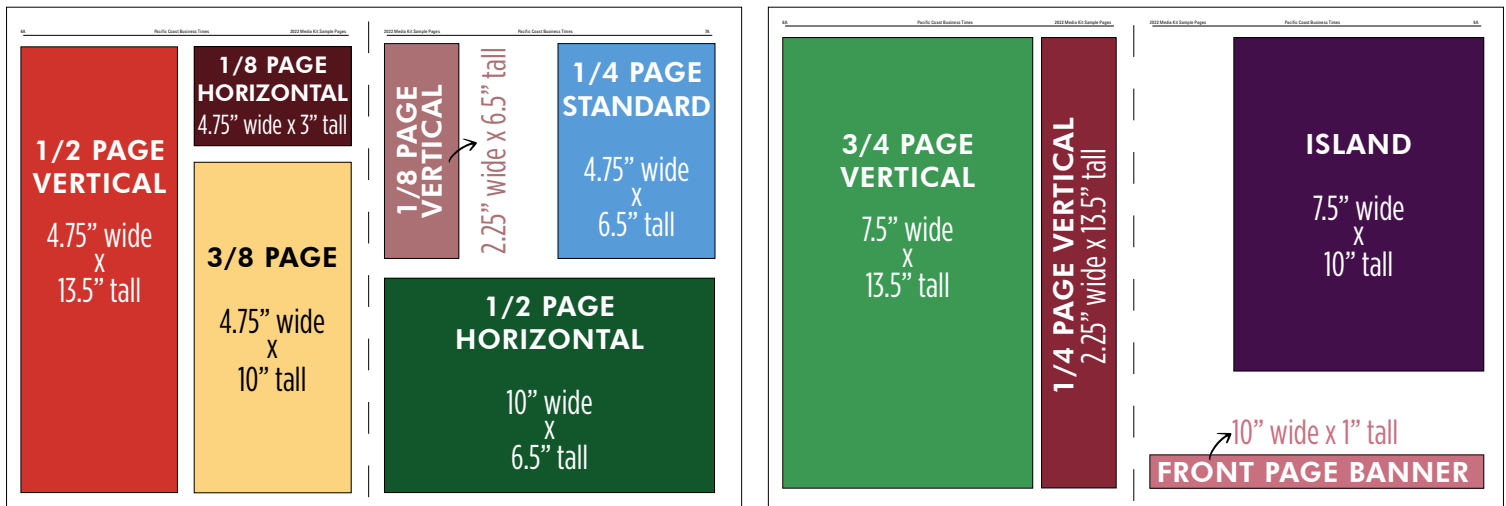 6A
Pacific Coast Business Times
2022 Media Kit Sample Pages
1/2 PAGE
VERTICAL
4.75” wide
x
13.5” tall
1/8 PAGE
HORIZONTAL
4.75” wide x 3” tall
3/8 PAGE
4.75” wide
x
10” tall
2022 Media Kit Sample Pages
Pacific Coast Business Times
7A
1/8 PAGE
VERTICAL
2.25” wide x 6.5” tall
1/4 PAGE
STANDARD
4.75” wide
x
6.5” tall
1/2 PAGE
HORIZONTAL
10” wide
x
6.5” tall
8A
Pacific Coast Business Times
2022 Media Kit Sample Pages
3/4 PAGE
VERTICAL
7.5” wide
x
13.5” tall
1/4 PAGE VERTICAL
2.25” wide x 13.5” tall
2022 Media Kit Sample Pages
Pacific Coast Business Times
9A
ISLAND
7.5” wide
x
10” tall
10” wide x 1” tall
FRONT PAGE BANNER